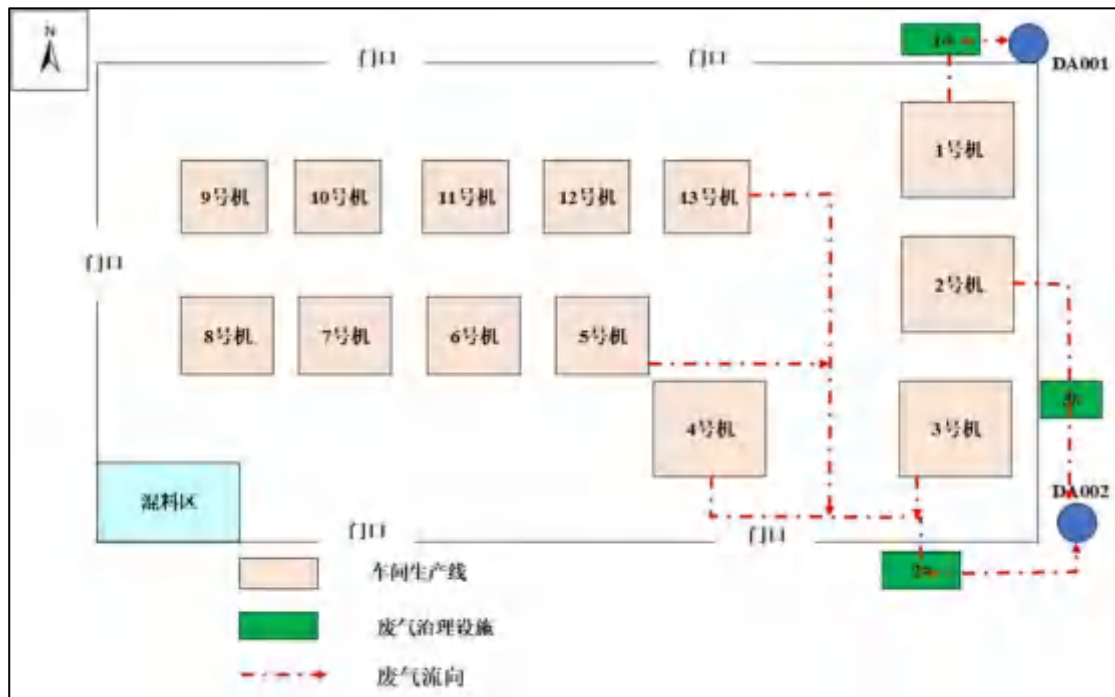 N
门口
门口
1#
DA001
1号机
9号机
10号机
11号机
12号机
13号机
2号机
门口
8号机
7号机
6号机
5号机
3#
4号机
3号机
DA002
混料区
门口
门口
2#
车间生产线
废气治理设施
废气流向